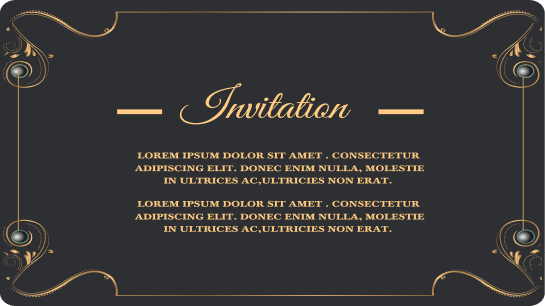 Invitation
LOREM IPSUM DOLOR SIT AMET . CONSECTETUR
ADIPISCING ELIT. DONEC ENIM NULLA, MOLESTIE
IN ULTRICES AC,ULTRICIES NON ERAT.
LOREM IPSUM DOLOR SIT AMET . CONSECTETUR
ADIPISCING ELIT. DONEC ENIM NULLA, MOLESTIE
IN ULTRICES AC,ULTRICIES NON ERAT.